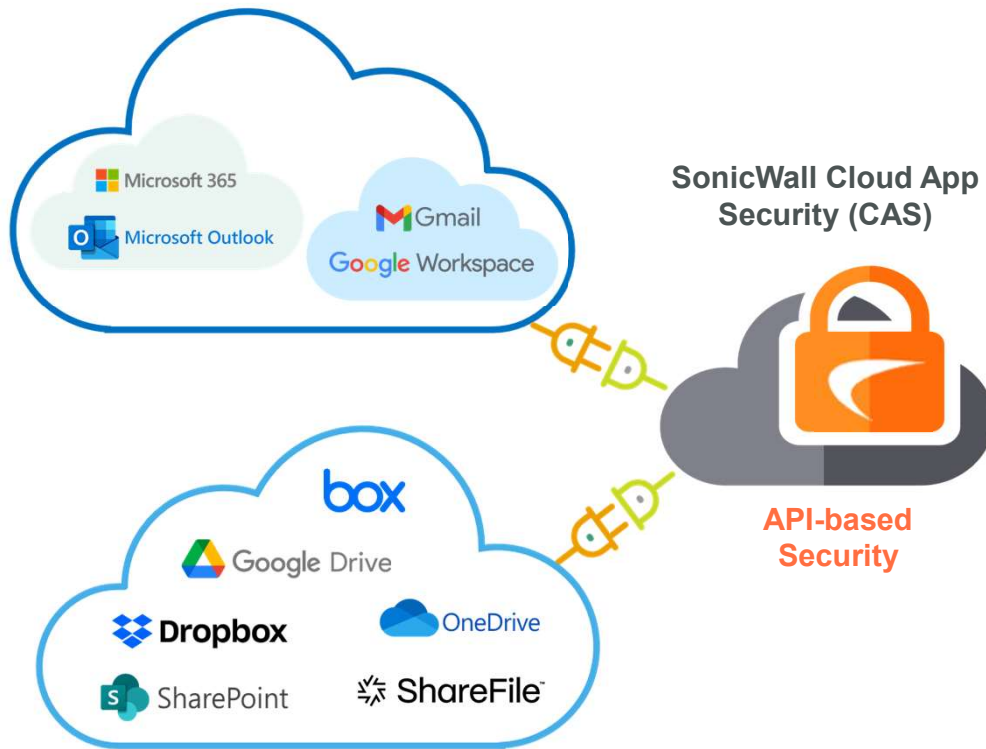 Microsoft 365
Microsoft Outlook
Gmail
Google Workspace
SonicWall Cloud App
Security (CAS)
API-based
Security
box
Google Drive
Dropbox
OneDrive
SharePoint
ShareFile™